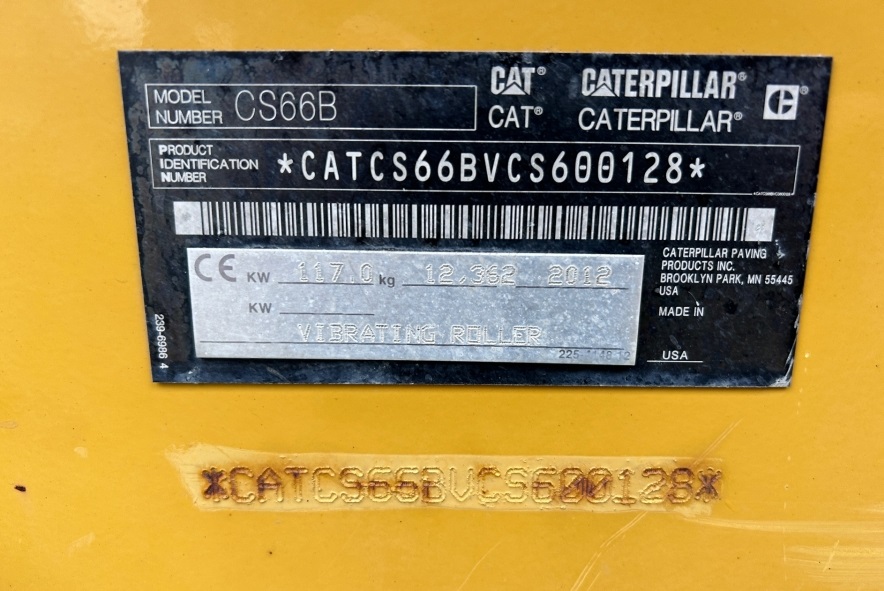 CAT® CATERPILLAR®
CAT® CATERPILLAR®
MODEL NUMBER CS66B
PRODUCT IDENTIFICATION NUMBER *CATCS66BVCS600128*
CE KW 117.0 kg 12,362 2012
KW
VIBRATING ROLLER
CATERPILLAR PAVING
PRODUCTS INC.
BROOKLYN PARK, MN 55445
USA
MADE IN
USA
239-6986 4
*CATCS66BVCS600128*